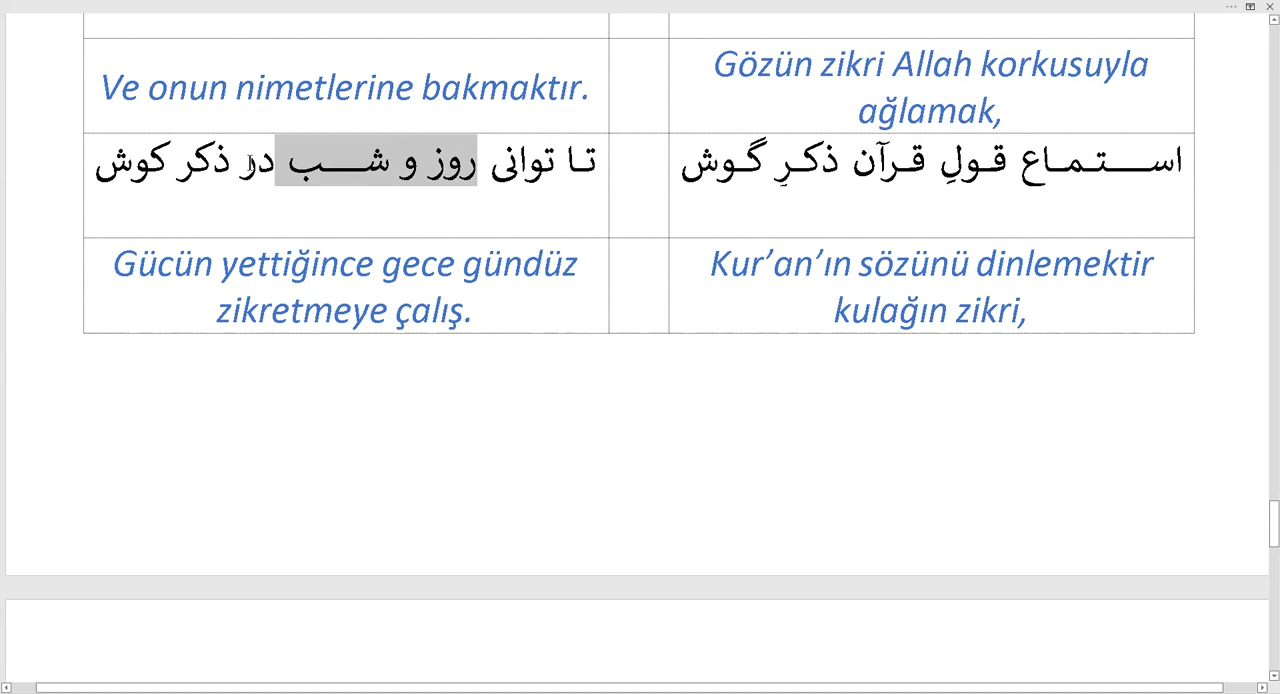 Gözün zikri Allah korkusuyla
ağlamak,
Ve onun nimetlerine bakmaktır.
استماع قولِ قرآن ذکرِ گوش
تا توانی روز و شب در ذکر کوش
Kur’an’ın sözünü dinlemektir
kulağın zikri,
Gücün yettiğince gece gündüz
zikretmeye çalış.